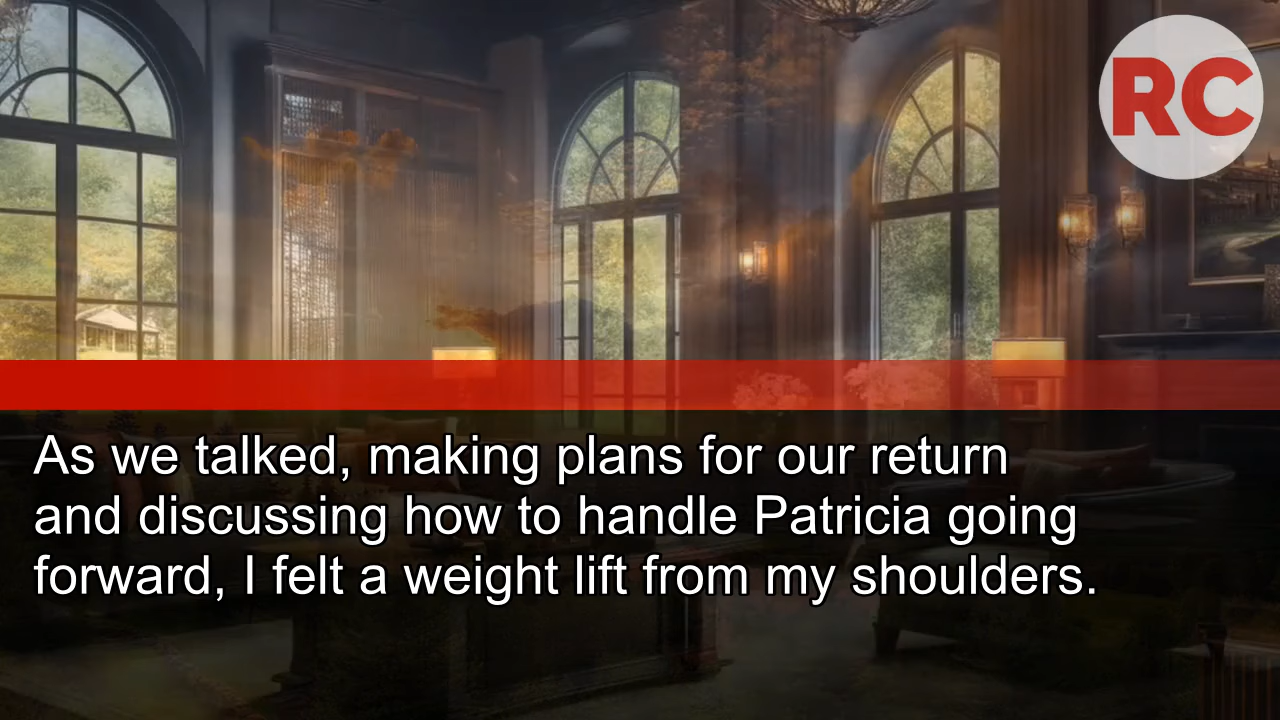 RC
As we talked, making plans for our return
and discussing how to handle Patricia going
forward, I felt a weight lift from my shoulders.